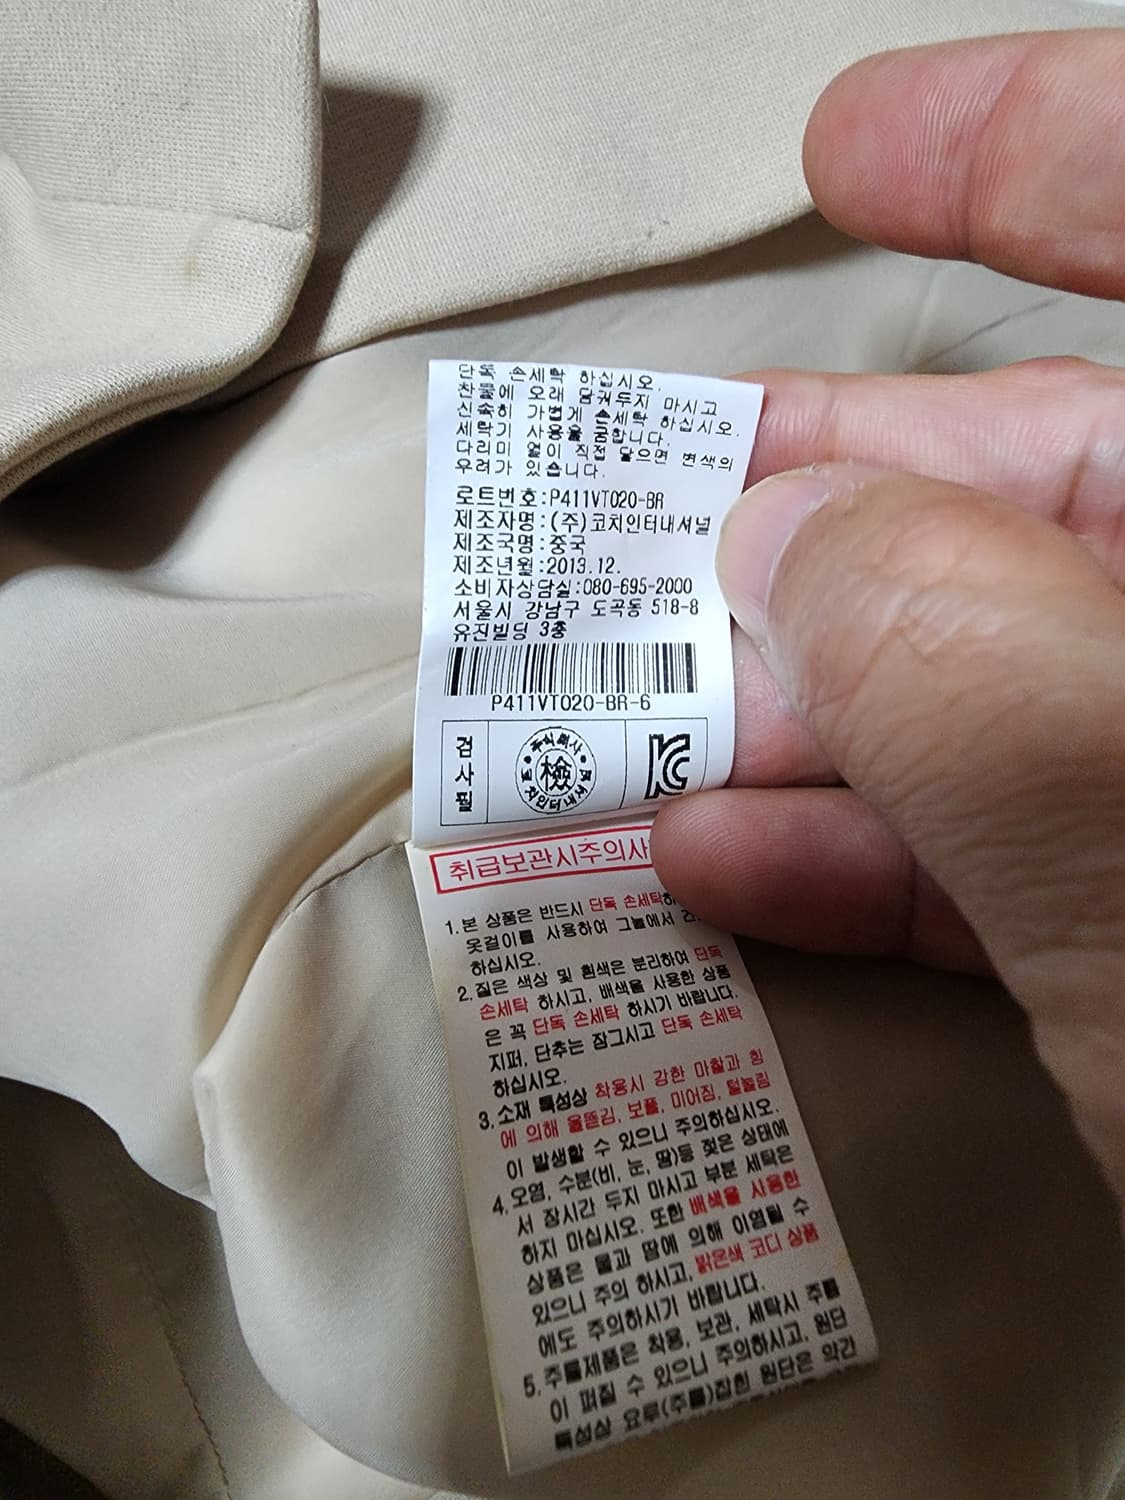 단독 손세탁 하십시오.
찬물에 오래 담궈두지 마시고
신속히 가볍게 손세탁 하십시오.
세탁기 사용을 금합니다.
다리미 열이 직접 닿으면 변색의
우려가 있습니다.
로트번호:P411VT020-BR
제조자명:(주)코치인터내셔널
제조국명:중국
제조년월:2013.12.
소비자상담실:080-695-2000
서울시 강남구 도곡동 518-8
유진빌딩 3층
P411VT020-BR-6
검사필
주식회사
檢
취급보관시주의사
1.본 상품은 반드시 단독 손세탁하
옷걸이를 사용하여 그늘에서
하십시오.
2.짙은 색상 및 흰색은 분리하여 단독
손세탁 하시고, 배색을 사용한 상품
은 꼭 단독 손세탁 하시기 바랍니다.
지퍼, 단추는 잠그시고 단독 손세탁
하십시오.
3.소재 특성상 착용시 강한 마찰과 힘
에 의해 올뜯김, 보풀, 미어짐, 털눌림
이 발생할 수 있으니 주의하십시오.
4.오염, 수분(비, 눈, 땀)등 젖은 상태에
서 장시간 두지 마시고 부분 세탁은
하지 마십시오. 또한 배색을 사용한
상품은 물과 땀에 의해 이염될 수
있으니 주의 하시고, 밝은색 코디 상품
에도 주의하시기 바랍니다.
5.주름제품은 착용, 보관, 세탁시 주름
이 펴질 수 있으니 주의하시고, 원단
특성상 요루(주름)잡힌 원단은 약간